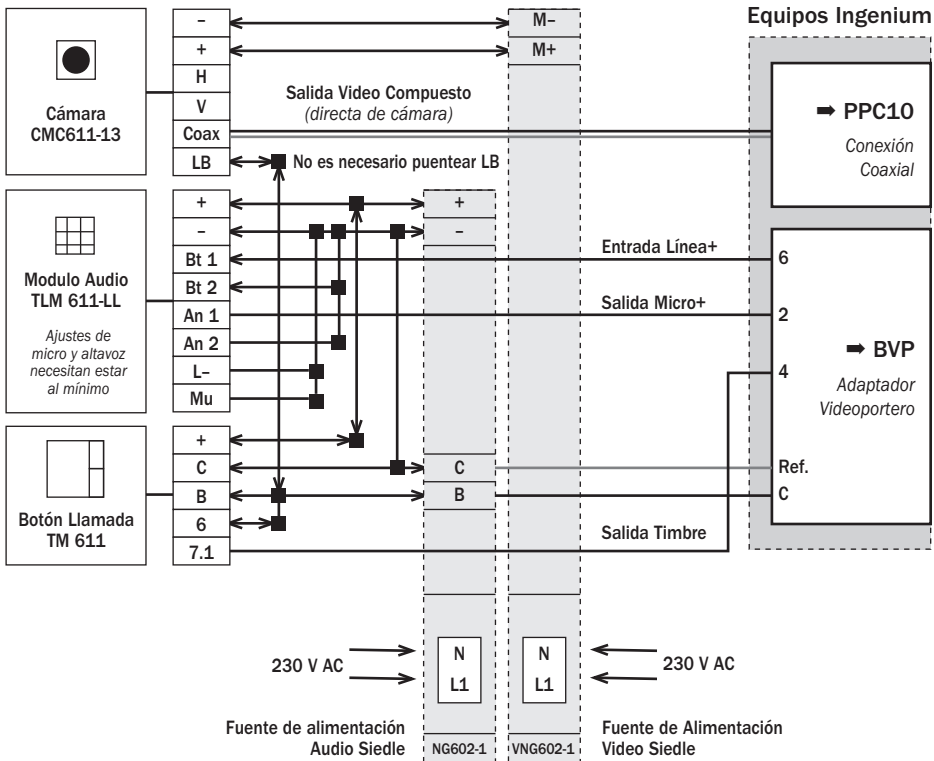 Equipos Ingenium
–
+
H
V
Coax
LB
M–
M+
Cámara
CMC611-13
Salida Video Compuesto
(directa de cámara)
➡ PPC10
Conexión
Coaxial
No es necesario puentear LB
+
–
Bt 1
Bt 2
An 1
An 2
L–
Mu
+
–
Modulo Audio
TLM 611-LL
Ajustes de
micro y altavoz
necesitan estar
al mínimo
Entrada Línea+
Salida Micro+
6
2
4
➡ BVP
Adaptador
Videoportero
Ref.
C
+
C
B
6
7.1
C
B
Botón Llamada
TM 611
Salida Timbre
230 V AC
N
L1
N
L1
230 V AC
Fuente de alimentación
Audio Siedle
NG602-1
VNG602-1
Fuente de Alimentación
Video Siedle